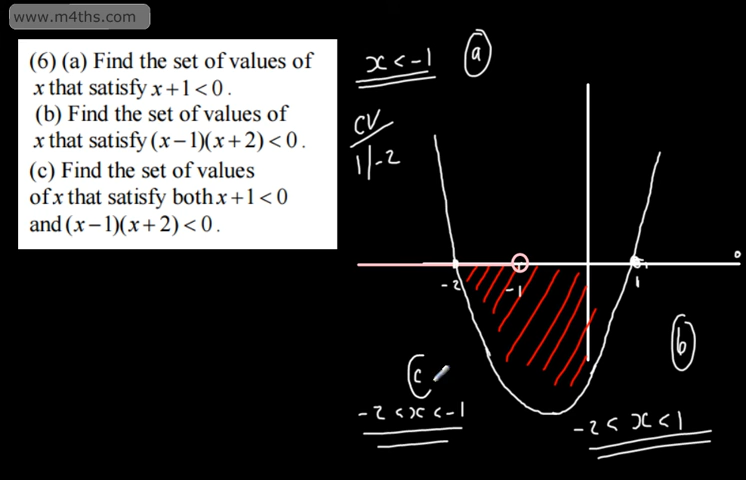 www.m4ths.com
(6) (a) Find the set of values of
x that satisfy x+1<0.
(b) Find the set of values of
x that satisfy (x−1)(x+2)<0.
(c) Find the set of values
of x that satisfy both x+1<0
and (x−1)(x+2)<0.
x < -1 (a)
CV
1, -2
-2 -1 1
(b)
(c
-2 < x < -1
-2 < x < 1